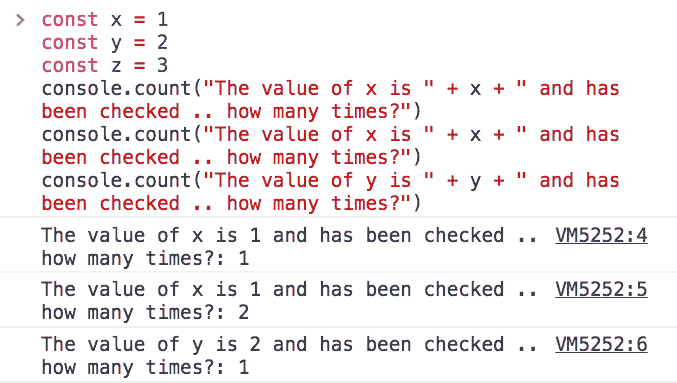 > const x = 1
const y = 2
const z = 3
console.count("The value of x is " + x + " and has
been checked .. how many times?")
console.count("The value of x is " + x + " and has
been checked .. how many times?")
console.count("The value of y is " + y + " and has
been checked .. how many times?")
The value of x is 1 and has been checked .. VM5252:4
how many times?: 1
The value of x is 1 and has been checked .. VM5252:5
how many times?: 2
The value of y is 2 and has been checked .. VM5252:6
how many times?: 1